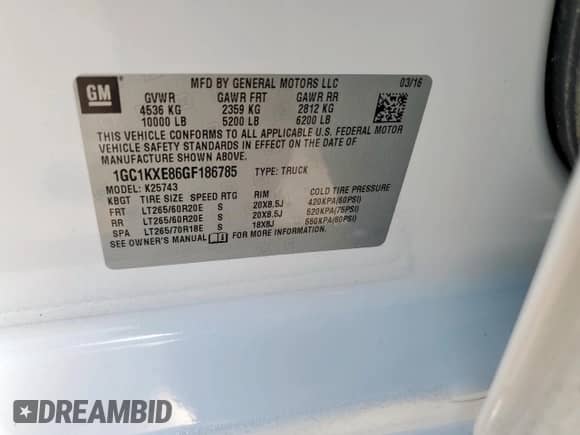 GM
MFD BY GENERAL MOTORS LLC 03/16
GVWR GAWR FRT GAWR RR
4536 KG 2359 KG 2812 KG
10000 LB 5200 LB 6200 LB
THIS VEHICLE CONFORMS TO ALL APPLICABLE U.S. FEDERAL MOTOR
VEHICLE SAFETY STANDARDS IN EFFECT ON THE DATE OF
MANUFACTURE SHOWN ABOVE.
1GC1KXE86GF186785 TYPE: TRUCK
MODEL: K25743
KBGT TIRE SIZE SPEED RTG RIM COLD TIRE PRESSURE
FRT LT265/60R20E S 20X8.5J 420KPA(60PSI)
RR LT265/60R20E S 20X8.5J 520KPA(75PSI)
SPA LT265/70R18E S 18X8J 550KPA(80PSI)
SEE OWNER'S MANUAL FOR MORE INFORMATION.
DREAMBID